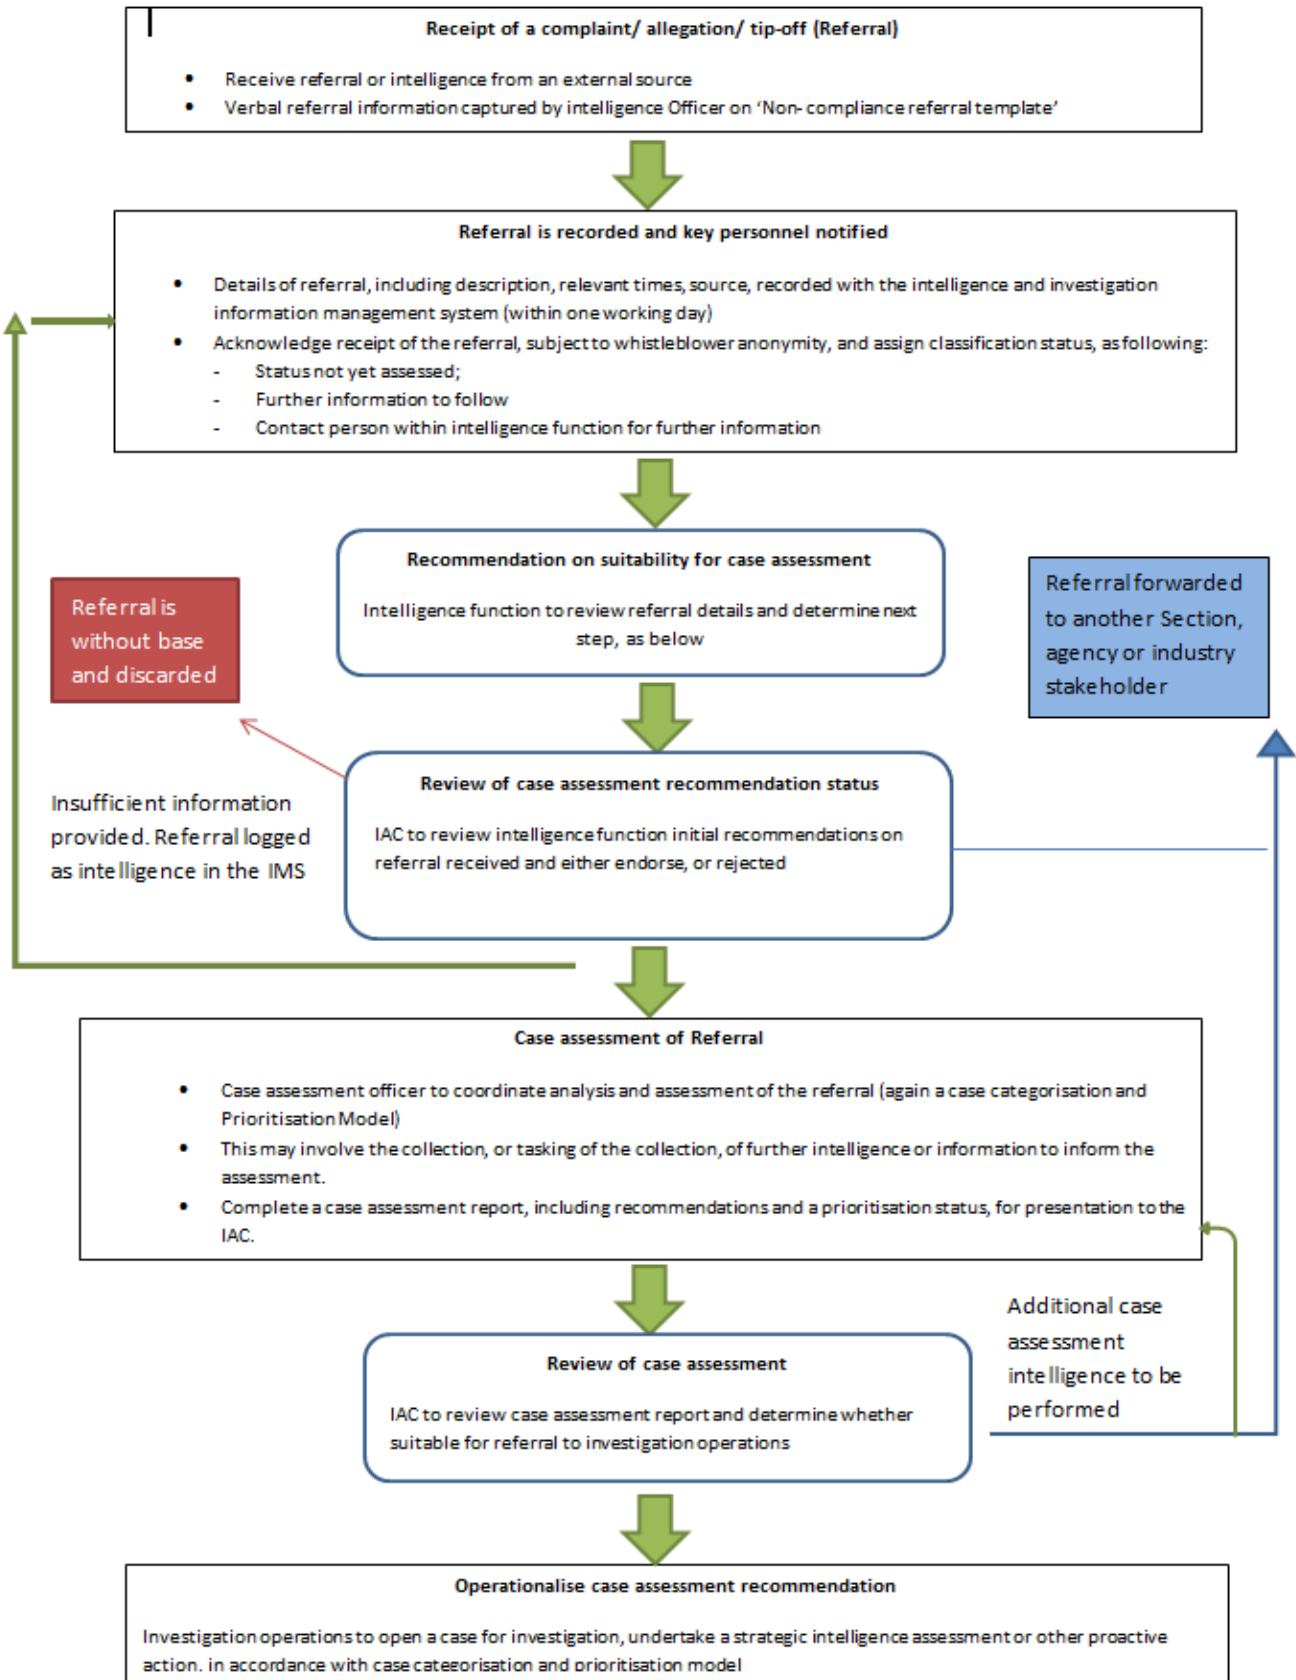 Receipt of a complaint/ allegation/ tip-off (Referral)
• Receive referral or intelligence from an external source
• Verbal referral information captured by intelligence Officer on ‘Non- compliance referral template’
Referral is recorded and key personnel notified
• Details of referral, including description, relevant times, source, recorded with the intelligence and investigation
information management system (within one working day)
• Acknowledge receipt of the referral, subject to whistleblower anonymity, and assign classification status, as following:
- Status not yet assessed;
- Further information to follow
- Contact person within intelligence function for further information
Recommendation on suitability for case assessment
Intelligence function to review referral details and determine next
step, as below
Referral is
without base
and discarded
Referral forwarded
to another Section,
agency or industry
stakeholder
Review of case assessment recommendation status
IAC to review intelligence function initial recommendations on
referral received and either endorse, or rejected
Insufficient information
provided. Referral logged
as intelligence in the IMS
Case assessment of Referral
• Case assessment officer to coordinate analysis and assessment of the referral (again a case categorisation and
Prioritisation Model)
• This may involve the collection, or tasking of the collection, of further intelligence or information to inform the
assessment.
• Complete a case assessment report, including recommendations and a prioritisation status, for presentation to the
IAC.
Additional case
assessment
intelligence to be
performed
Review of case assessment
IAC to review case assessment report and determine whether
suitable for referral to investigation operations
Operationalise case assessment recommendation
Investigation operations to open a case for investigation, undertake a strategic intelligence assessment or other proactive
action, in accordance with case categorisation and prioritisation model